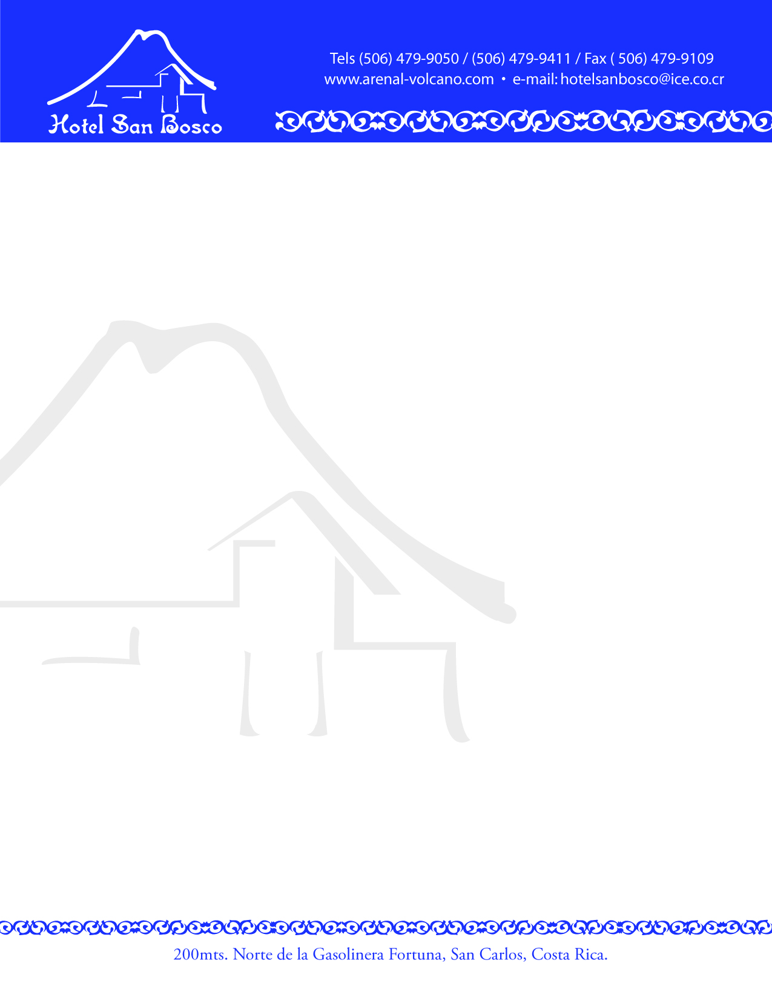 Tels (506) 479-9050 / (506) 479-9411 / Fax ( 506) 479-9109
www.arenal-volcano.com • e-mail: hotelsanbosco@ice.co.cr
Hotel San Bosco
200mts. Norte de la Gasolinera Fortuna, San Carlos, Costa Rica.